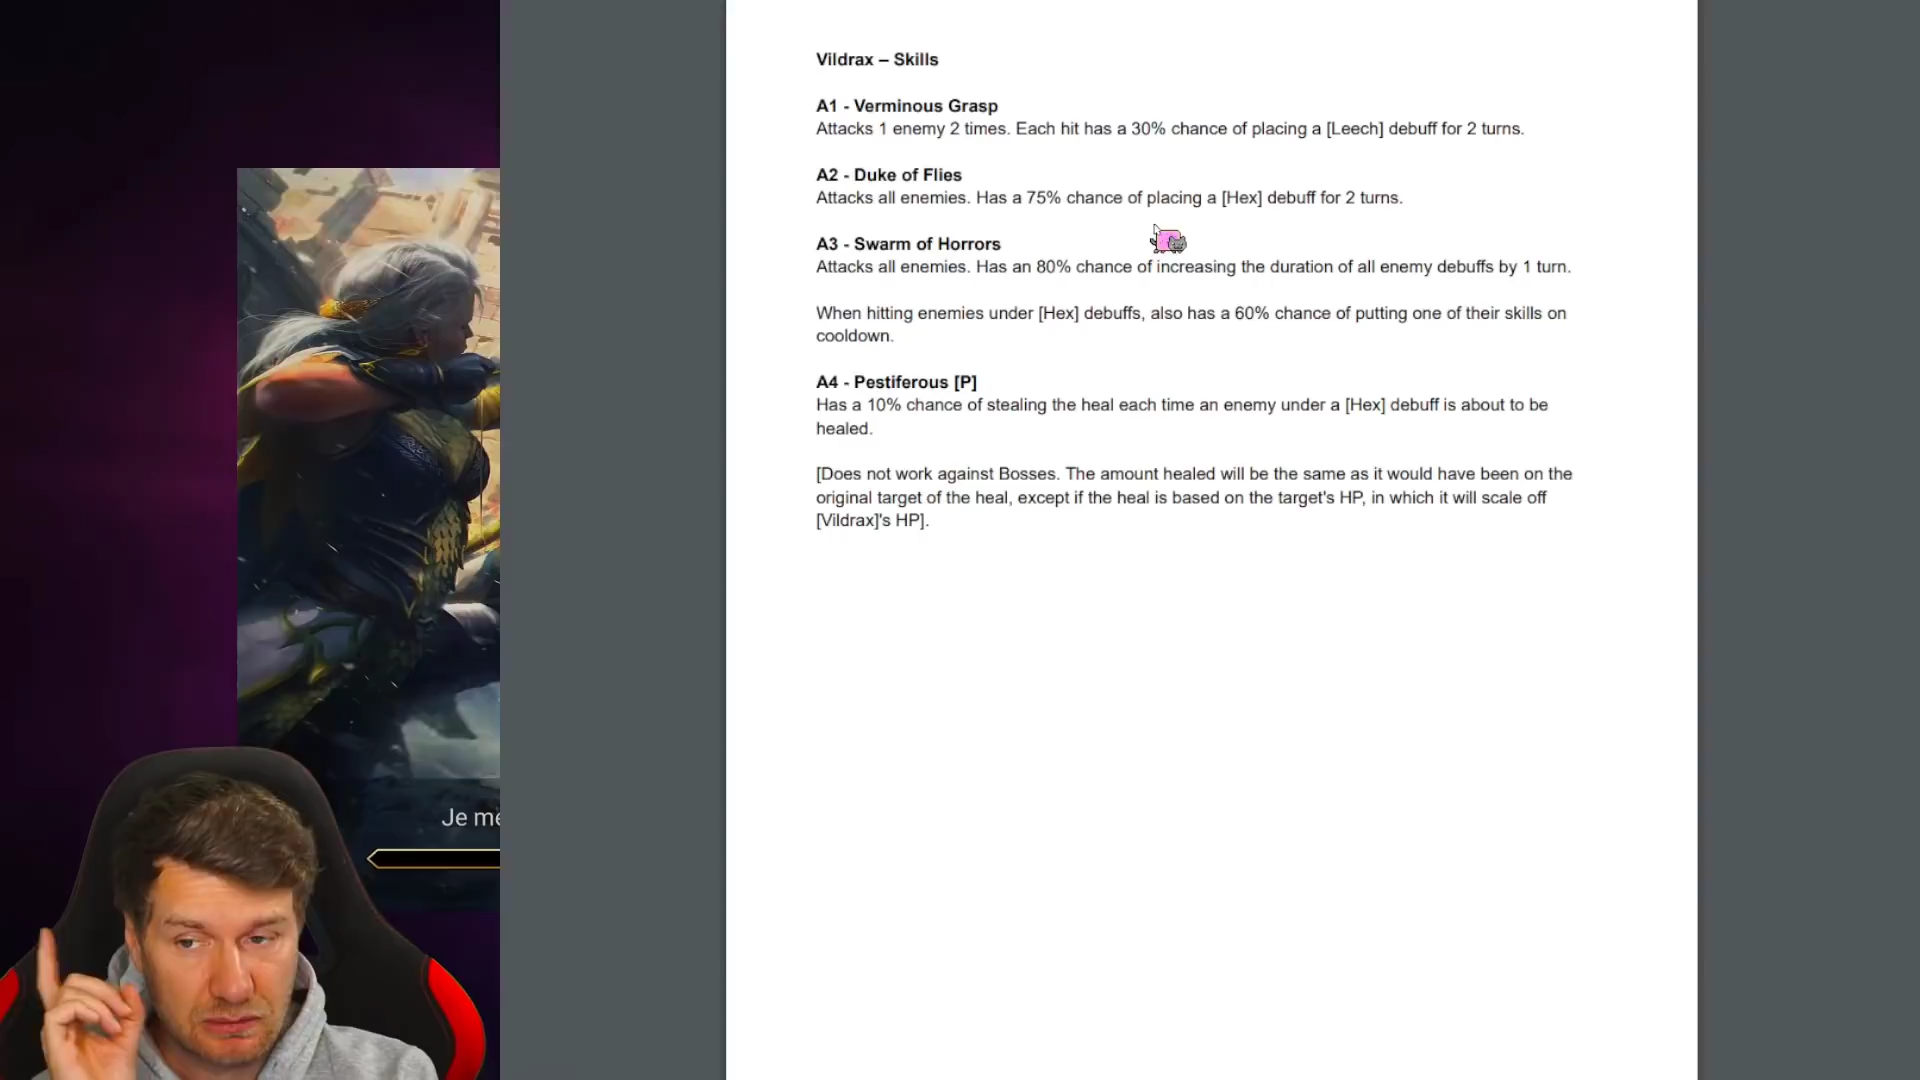 Vildrax – Skills
A1 - Verminous Grasp
Attacks 1 enemy 2 times. Each hit has a 30% chance of placing a [Leech] debuff for 2 turns.
A2 - Duke of Flies
Attacks all enemies. Has a 75% chance of placing a [Hex] debuff for 2 turns.
A3 - Swarm of Horrors
Attacks all enemies. Has an 80% chance of increasing the duration of all enemy debuffs by 1 turn.
When hitting enemies under [Hex] debuffs, also has a 60% chance of putting one of their skills on
cooldown.
A4 - Pestiferous [P]
Has a 10% chance of stealing the heal each time an enemy under a [Hex] debuff is about to be
healed.
[Does not work against Bosses. The amount healed will be the same as it would have been on the
original target of the heal, except if the heal is based on the target's HP, in which it will scale off
[Vildrax]'s HP].
Je